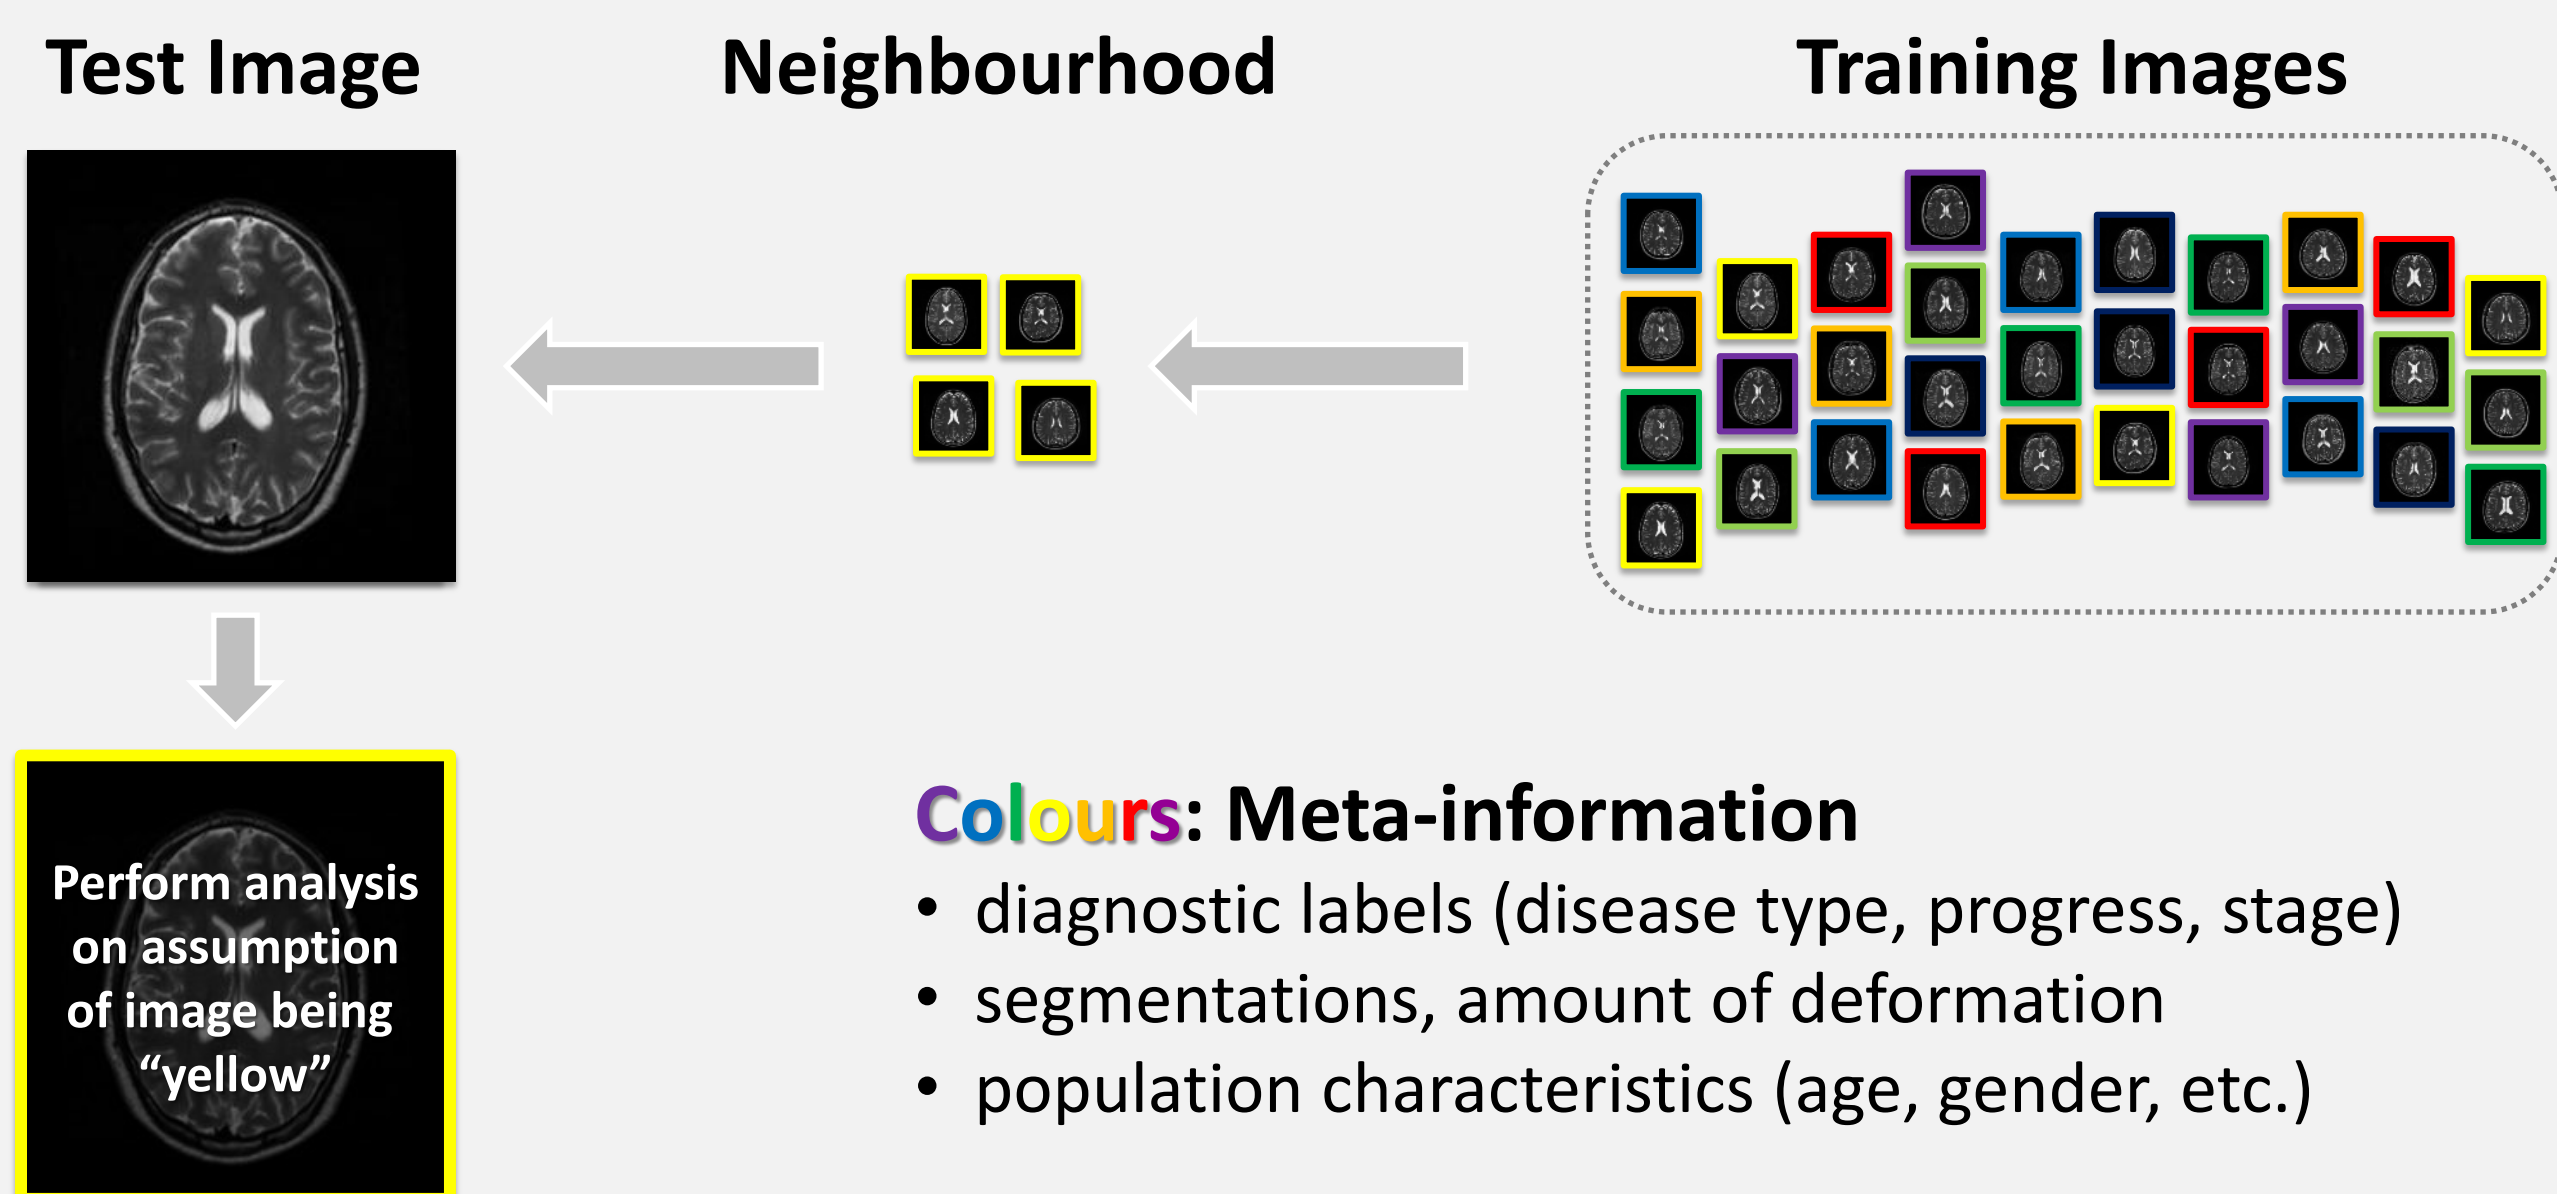 Test Image
Neighbourhood
Training Images
Perform analysis
on assumption
of image being
“yellow”
Colours: Meta-information
• diagnostic labels (disease type, progress, stage)
• segmentations, amount of deformation
• population characteristics (age, gender, etc.)